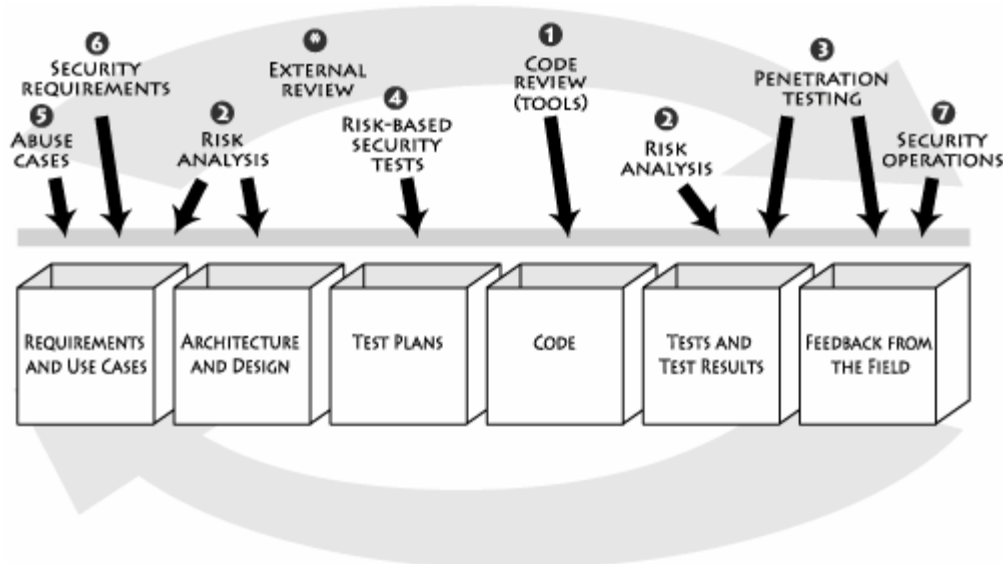 6
SECURITY
REQUIREMENTS
5
ABUSE
CASES
2
RISK
ANALYSIS
*
EXTERNAL
REVIEW
4
RISK-BASED
SECURITY
TESTS
1
CODE
REVIEW
(TOOLS)
2
RISK
ANALYSIS
3
PENETRATION
TESTING
7
SECURITY
OPERATIONS
REQUIREMENTS
AND USE CASES
ARCHITECTURE
AND DESIGN
TEST PLANS
CODE
TESTS AND
TEST RESULTS
FEEDBACK FROM
THE FIELD